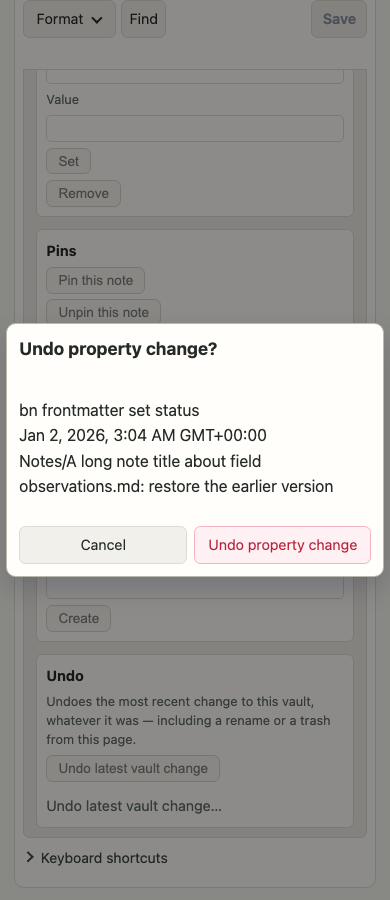 Format
Find
Save
Value
Set
Remove
Pins
Pin this note
Unpin this note
Undo property change?
bn frontmatter set status
Jan 2, 2026, 3:04 AM GMT+00:00
Notes/A long note title about field
observations.md: restore the earlier version
Cancel
Undo property change
Create
Undo
Undoes the most recent change to this vault,
whatever it was — including a rename or a trash
from this page.
Undo latest vault change
Undo latest vault change...
Keyboard shortcuts